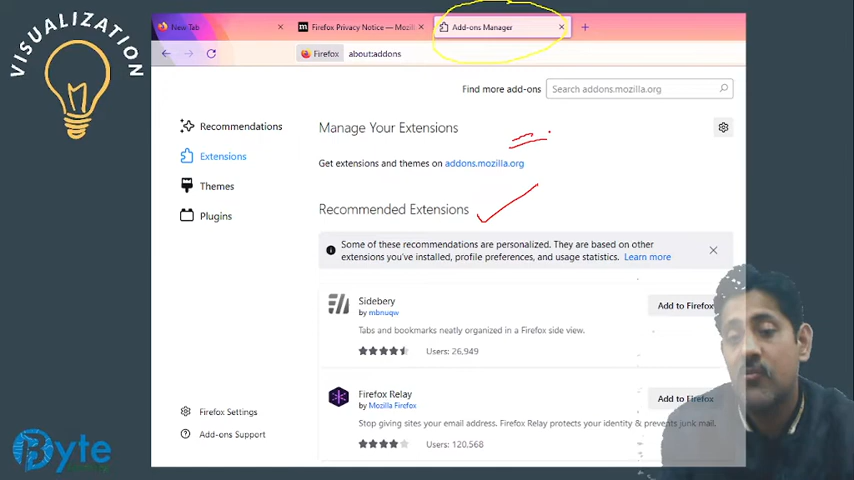 VISUALIZATION
New Tab
Firefox Privacy Notice — Mozil
Add-ons Manager
Firefox
about:addons
Find more add-ons
Search addons.mozilla.org
Recommendations
Extensions
Themes
Plugins
Manage Your Extensions
Get extensions and themes on addons.mozilla.org
Recommended Extensions
Some of these recommendations are personalized. They are based on other
extensions you've installed, profile preferences, and usage statistics. Learn more
Sidebery
by mbnuqw
Add to Firefox
Tabs and bookmarks neatly organized in a Firefox side view.
Users: 26,949
Firefox Relay
by Mozilla Firefox
Add to Firefox
Stop giving sites your email address. Firefox Relay protects your identity & prevents junk mail.
Users: 120,568
Firefox Settings
Add-ons Support
Byte